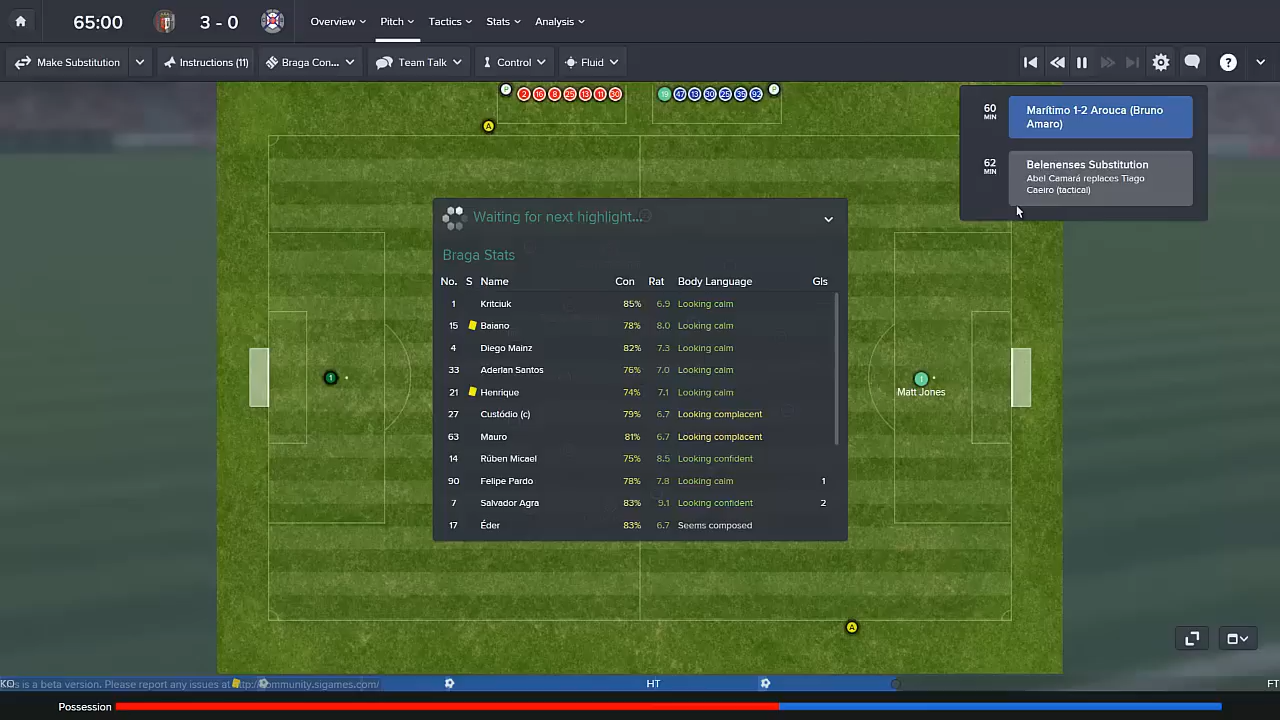 65:00
3 - 0
Overview
Pitch
Tactics
Stats
Analysis
Make Substitution
Instructions (11)
Braga Con...
Team Talk
Control
Fluid
60 MIN
Marítimo 1-2 Arouca (Bruno
Amaro)
62 MIN
Belenenses Substitution
Abel Camará replaces Tiago
Caeiro (tactical)
Waiting for next highlight...
Braga Stats
No. S Name Con Rat Body Language Gls
1 Kritciuk 85% 6.9 Looking calm
15 Baiano 78% 8.0 Looking calm
4 Diego Mainz 82% 7.3 Looking calm
33 Aderlan Santos 76% 7.0 Looking calm
21 Henrique 74% 7.1 Looking calm
27 Custódio (c) 79% 6.7 Looking complacent
63 Mauro 81% 6.7 Looking complacent
14 Rúben Micael 75% 8.5 Looking confident
90 Felipe Pardo 78% 7.8 Looking calm 1
7 Salvador Agra 83% 9.1 Looking confident 2
17 Éder 83% 6.7 Seems composed
1
1
Matt Jones
A
A
P
P
KO
HT
FT
is is a beta version. Please report any issues at http://community.sigames.com/
Possession